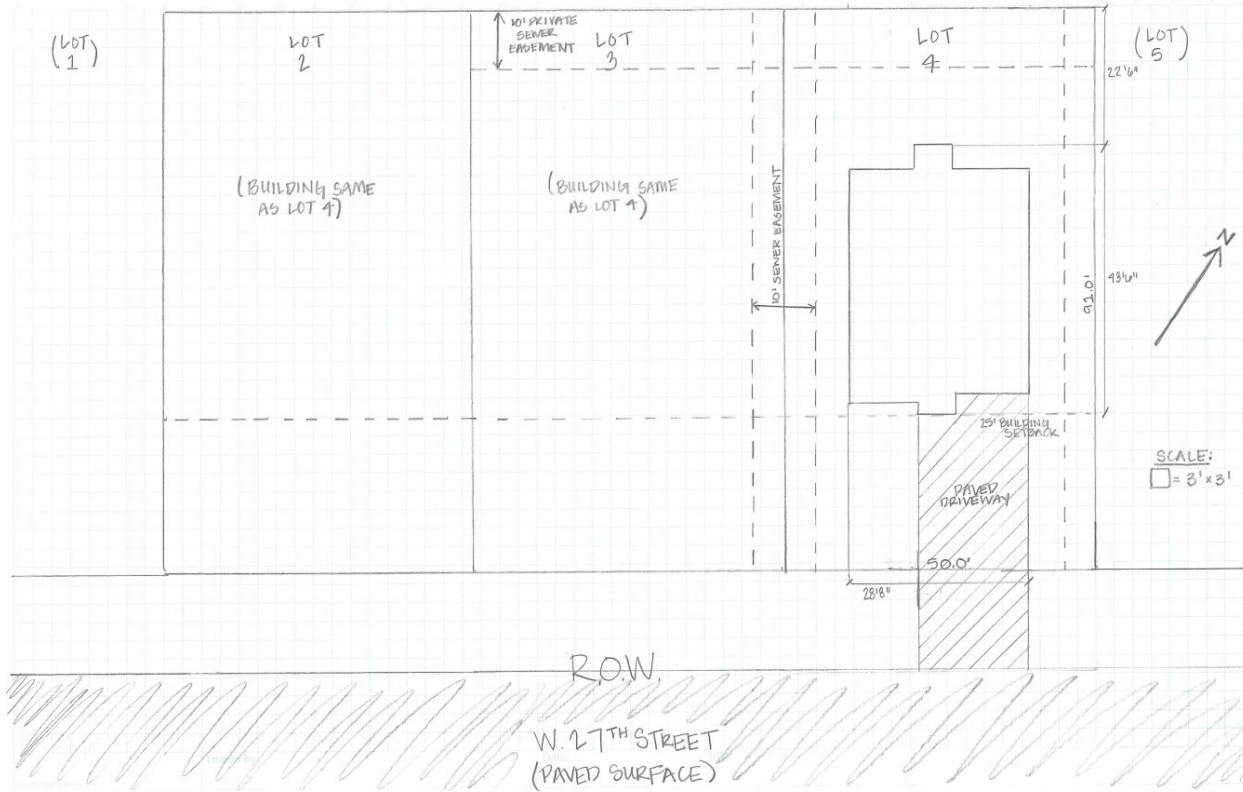 (LOT
1)
LOT
2
10' PRIVATE
SEWER
EASEMENT
LOT
3
LOT
4
(LOT)
5
22'6"
(BUILDING SAME
AS LOT 4)
(BUILDING SAME
AS LOT 4)
10' SEWER EASEMENT
N
43'6"
92.0'
25' BUILDING
SETBACK
SCALE:
= 3' x 3'
PAVED
DRIVEWAY
50.0'
28'8"
R.O.W.
W. 27TH STREET
(PAVED SURFACE)